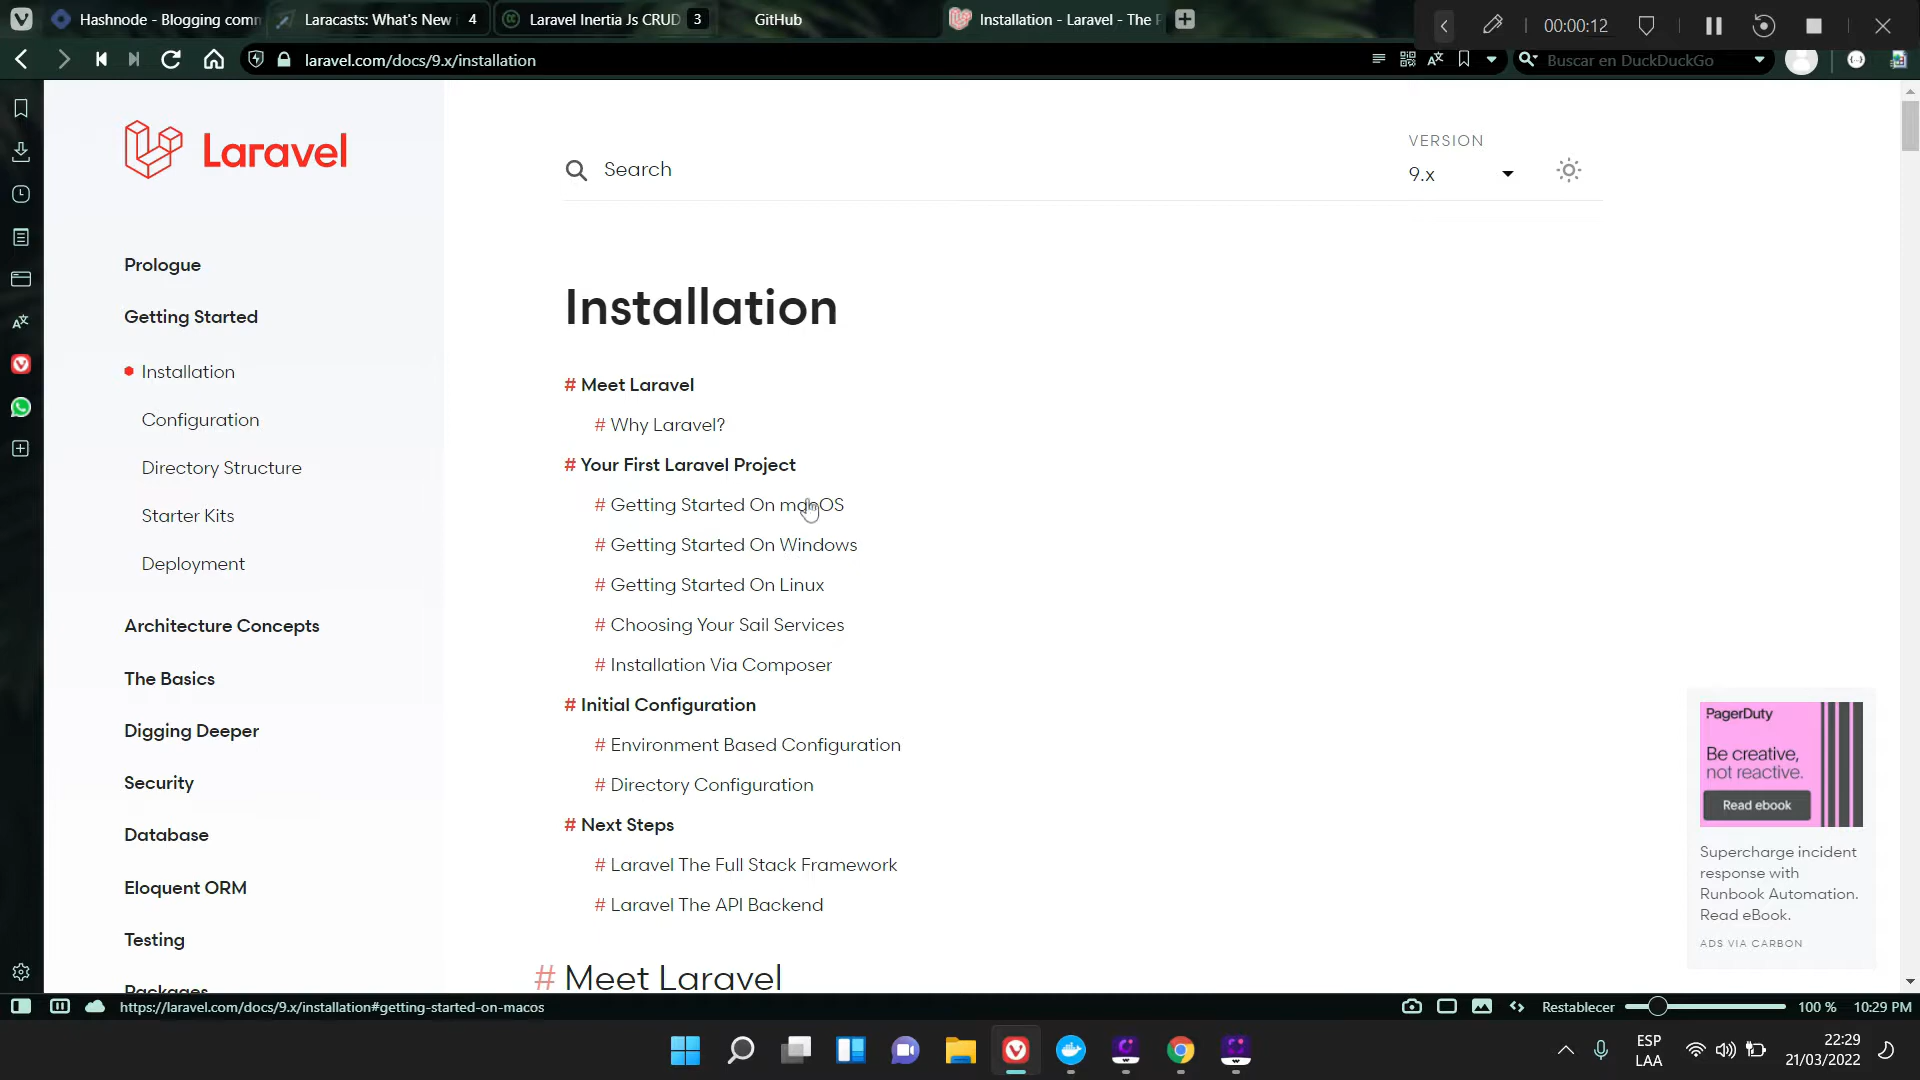 Hashnode - Blogging comm
Laracasts: What's New i 4
Laravel Inertia Js CRUD 3
GitHub
Installation - Laravel - The P
00:00:12
laravel.com/docs/9.x/installation
Buscar en DuckDuckGo
Laravel
Search
VERSION
9.x
Prologue
Getting Started
Installation
Configuration
Directory Structure
Starter Kits
Deployment
Architecture Concepts
The Basics
Digging Deeper
Security
Database
Eloquent ORM
Testing
Packages
Installation
# Meet Laravel
# Why Laravel?
# Your First Laravel Project
# Getting Started On macOS
# Getting Started On Windows
# Getting Started On Linux
# Choosing Your Sail Services
# Installation Via Composer
# Initial Configuration
# Environment Based Configuration
# Directory Configuration
# Next Steps
# Laravel The Full Stack Framework
# Laravel The API Backend
# Meet Laravel
PagerDuty
Be creative,
not reactive.
Read ebook
Supercharge incident
response with
Runbook Automation.
Read eBook.
ADS VIA CARBON
https://laravel.com/docs/9.x/installation#getting-started-on-macos
Restablecer
100 %
10:29 PM
ESP
LAA
22:29
21/03/2022